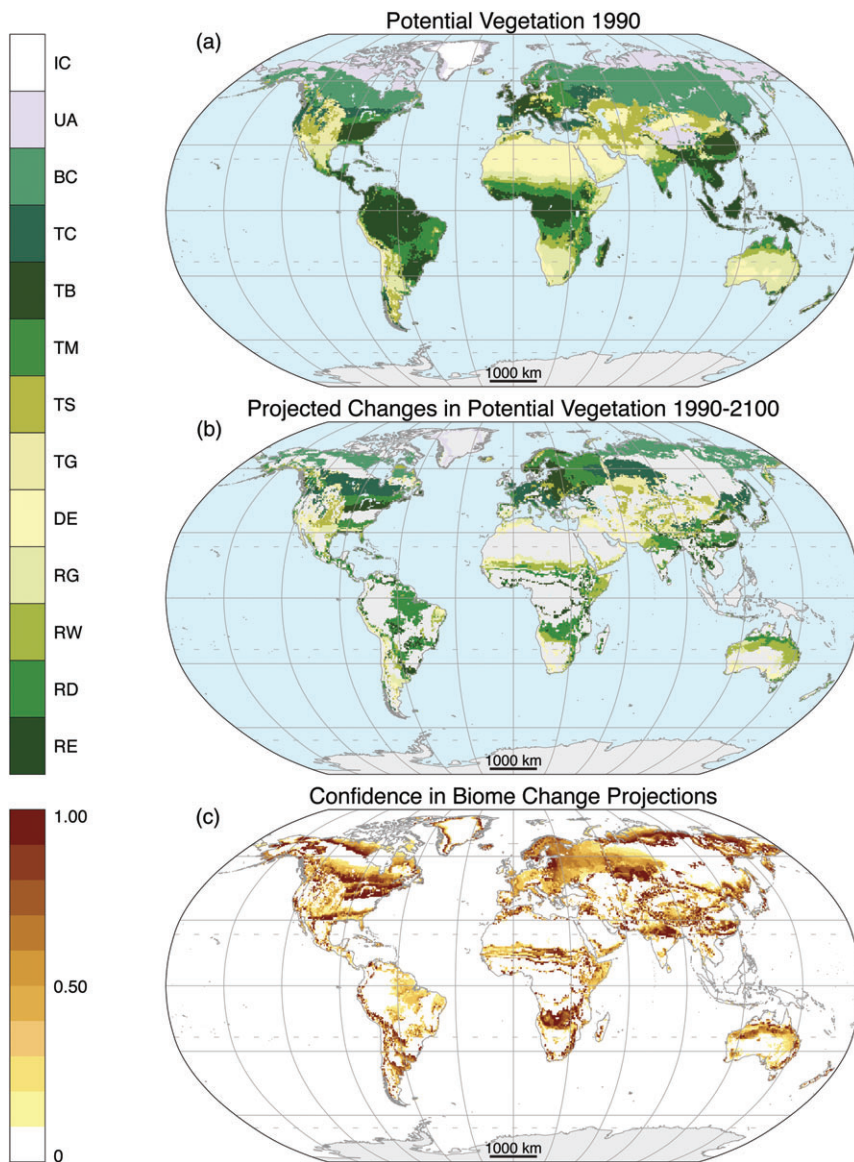 Potential Vegetation 1990
(a)
IC
UA
BC
TC
TB
TM
TS
TG
DE
RG
RW
RD
RE
1000 km
Projected Changes in Potential Vegetation 1990-2100
(b)
1000 km
Confidence in Biome Change Projections
(c)
1.00
0.50
0
1000 km